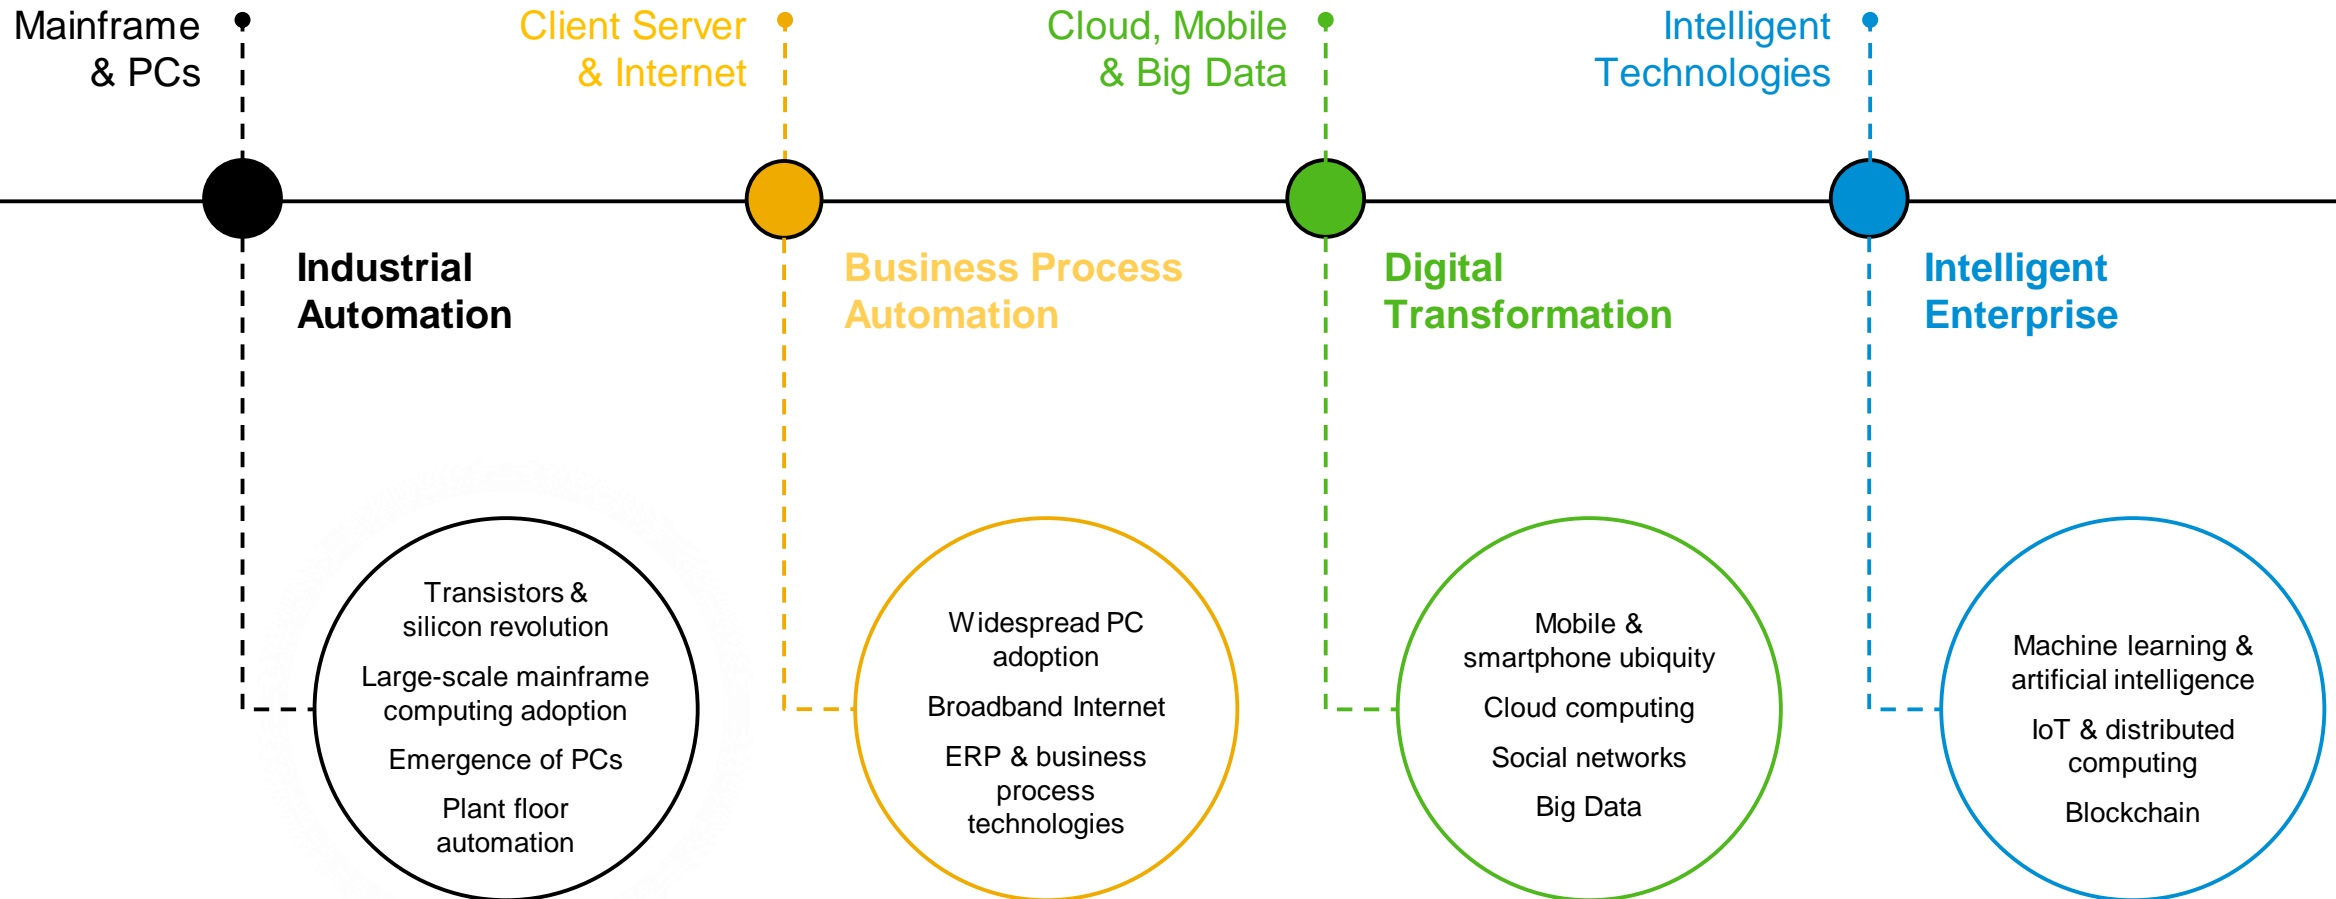 Mainframe
& PCs
Client Server
& Internet
Cloud, Mobile
& Big Data
Intelligent
Technologies
Industrial
Automation
Business Process
Automation
Digital
Transformation
Intelligent
Enterprise
Transistors &
silicon revolution
Large-scale mainframe
computing adoption
Emergence of PCs
Plant floor
automation
Widespread PC
adoption
Broadband Internet
ERP & business
process
technologies
Mobile &
smartphone ubiquity
Cloud computing
Social networks
Big Data
Machine learning &
artificial intelligence
IoT & distributed
computing
Blockchain